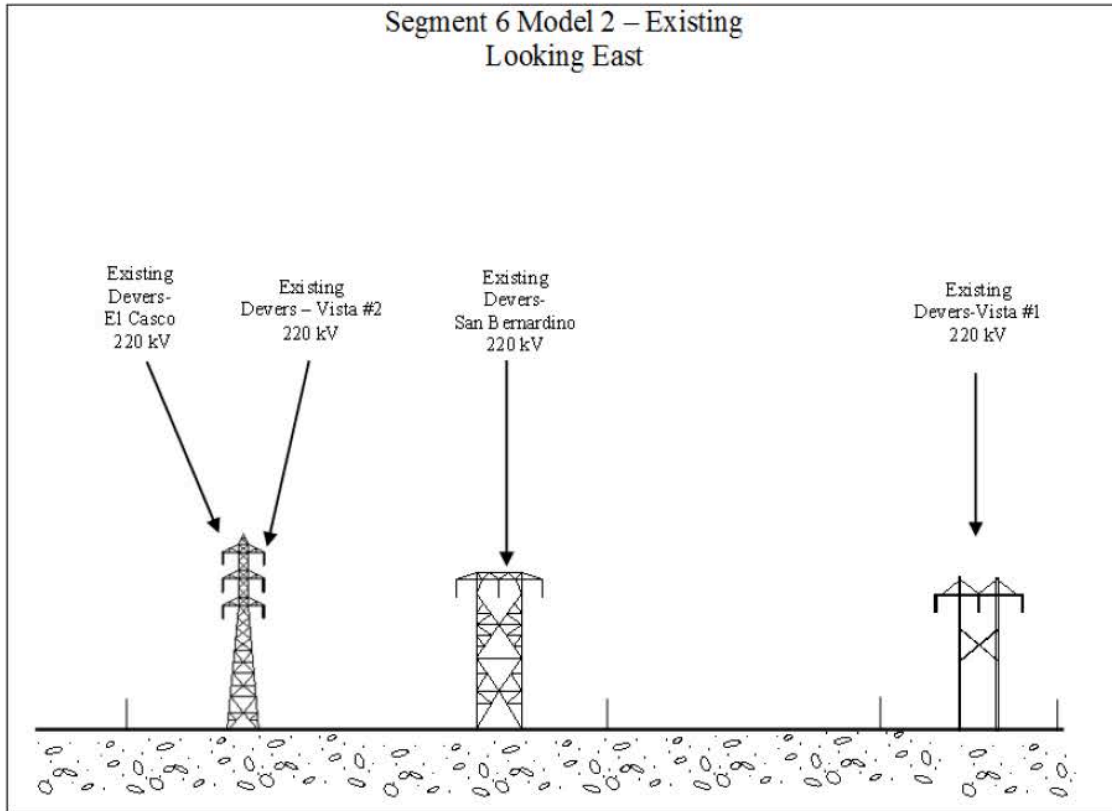 Segment 6 Model 2 – Existing
Looking East
Existing
Devers-
El Casco
220 kV
Existing
Devers – Vista #2
220 kV
Existing
Devers-
San Bernardino
220 kV
Existing
Devers-Vista #1
220 kV